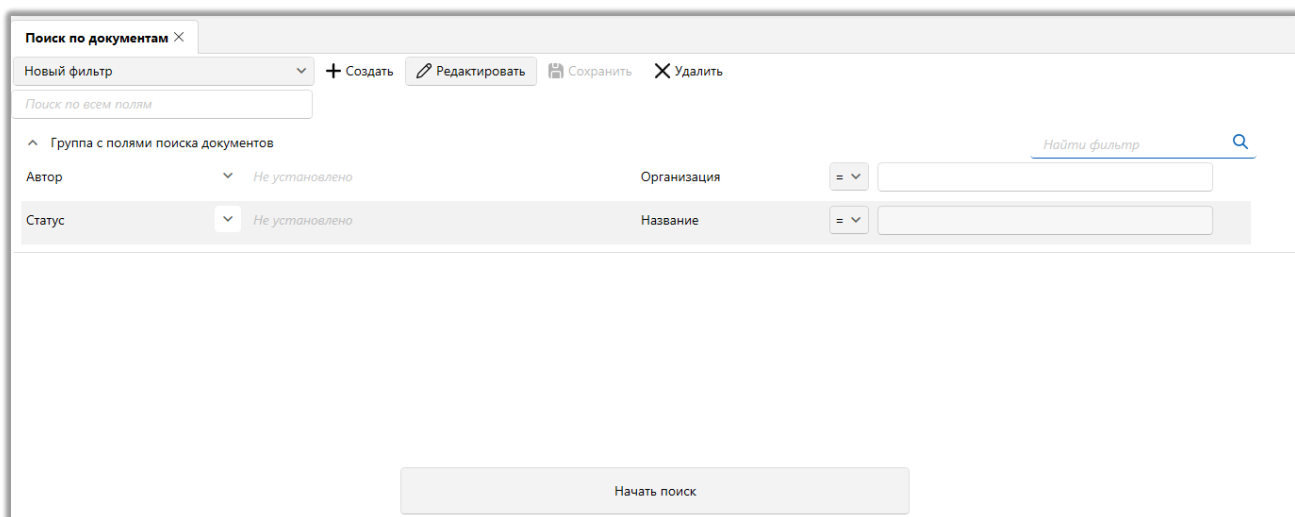 Поиск по документам
Новый фильтр Создать Редактировать Сохранить Удалить
Поиск по всем полям
Группа с полями поиска документов Найти фильтр
Автор Не установлено Организация =
Статус Не установлено Название =
Начать поиск